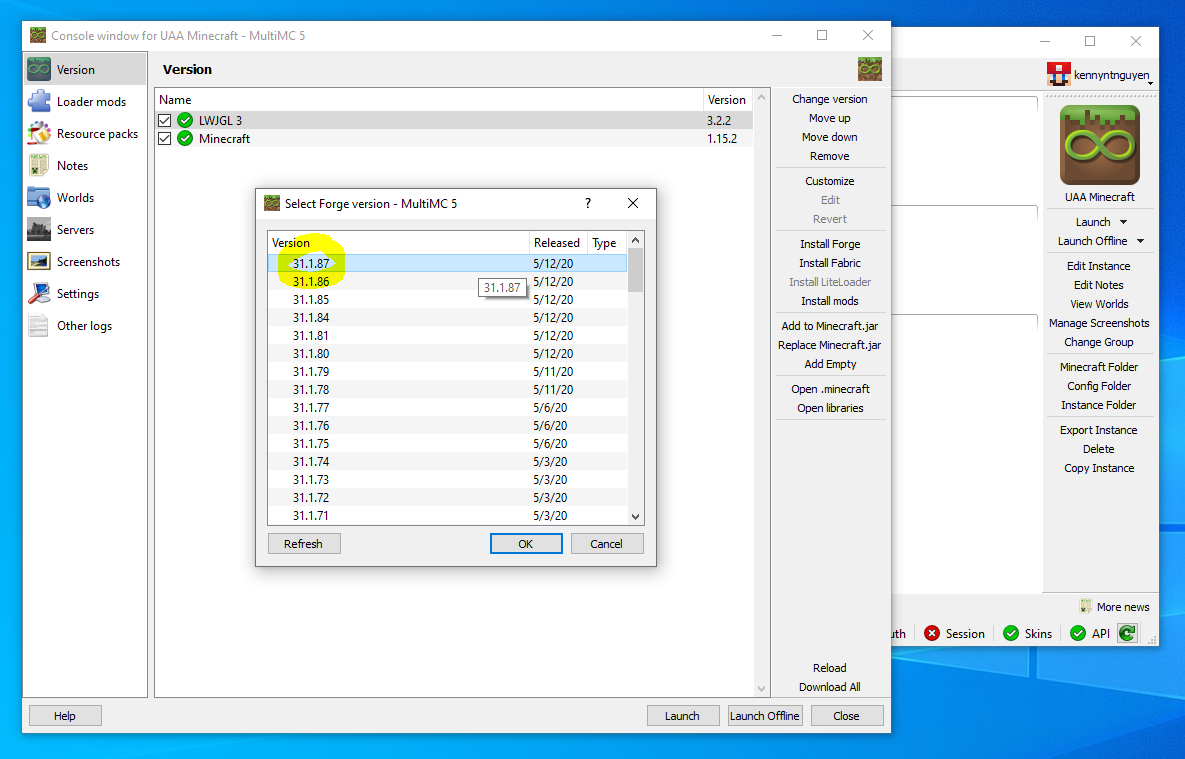 Console window for UAA Minecraft - MultiMC 5
Version
Loader mods
Resource packs
Notes
Worlds
Servers
Screenshots
Settings
Other logs
Version
Name Version
LWJGL 3 3.2.2
Minecraft 1.15.2
Select Forge version - MultiMC 5 ?
Version Released Type
31.1.87 5/12/20
31.1.86 5/12/20
31.1.85 5/12/20
31.1.84 5/12/20
31.1.81 5/12/20
31.1.80 5/12/20
31.1.79 5/11/20
31.1.78 5/11/20
31.1.77 5/6/20
31.1.76 5/6/20
31.1.75 5/6/20
31.1.74 5/3/20
31.1.73 5/3/20
31.1.72 5/3/20
31.1.71 5/3/20
31.1.87
Refresh OK Cancel
Change version
Move up
Move down
Remove
Customize
Edit
Revert
Install Forge
Install Fabric
Install LiteLoader
Install mods
Add to Minecraft.jar
Replace Minecraft.jar
Add Empty
Open .minecraft
Open libraries
Reload
Download All
Help Launch Launch Offline Close
kennyntnguyen
UAA Minecraft
Launch
Launch Offline
Edit Instance
Edit Notes
View Worlds
Manage Screenshots
Change Group
Minecraft Folder
Config Folder
Instance Folder
Export Instance
Delete
Copy Instance
More news
uth Session Skins API